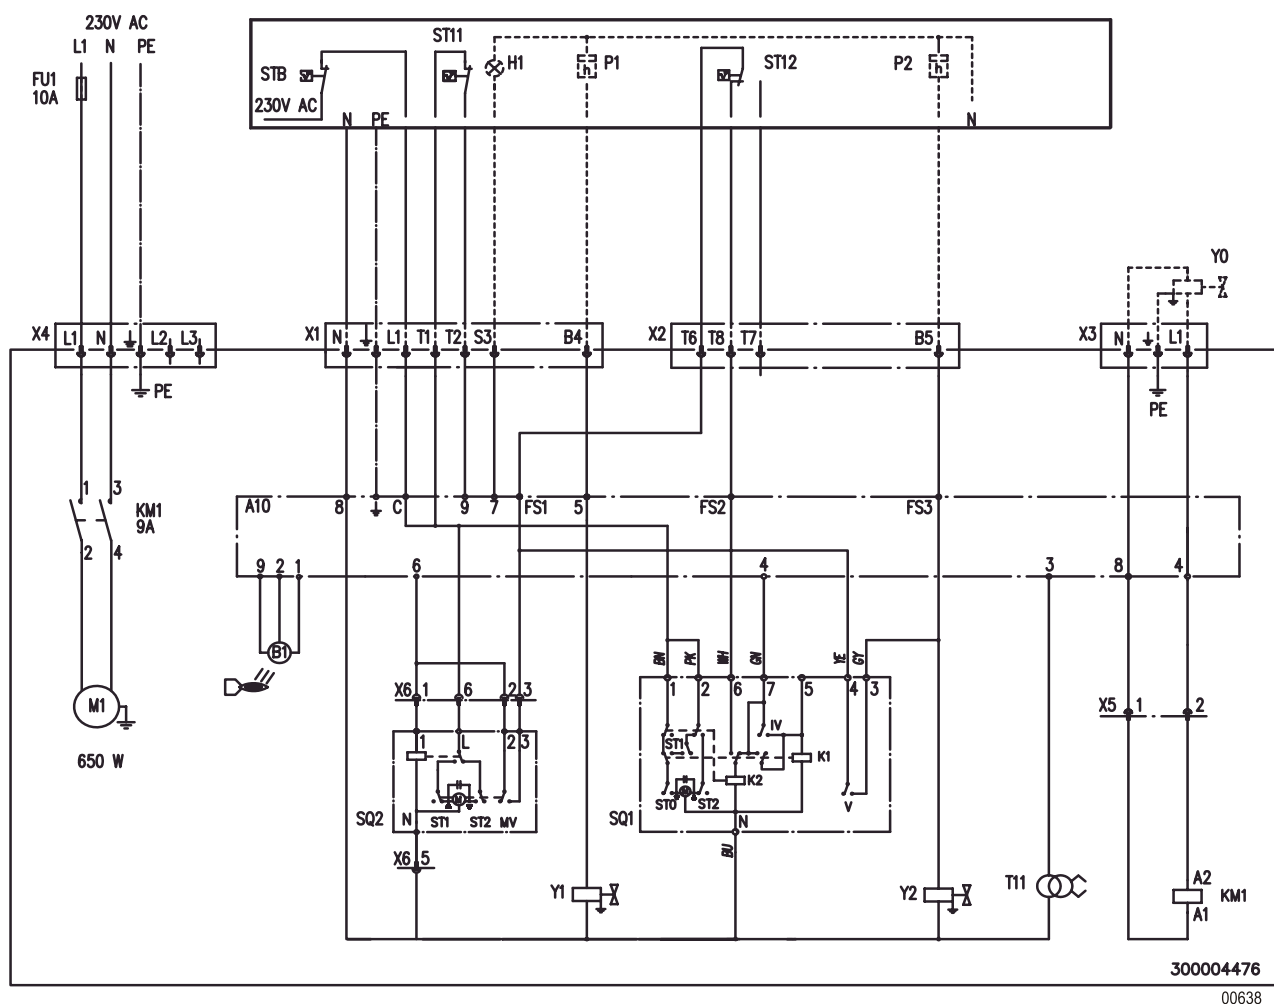 230V AC
L1 N PE
FU1
10A
STB
230V AC
ST11
H1
P1
ST12
P2
N PE
N
Y0
X4
L1 N L2 L3
X1
N L1 T1 T2 S3 B4
X2
T6 T8 T7 B5
X3
N L1
PE
PE
1 3
KM1
9A
2 4
A10
8 C 9 7 FS1 5 FS2 FS3
9 2 1 6 4 3 8 4
B1
BN PK WH GN YE GY
M1
650 W
X6 1 6 2 3
1 2 6 7 5 4 3
X5 1 2
1 L 2 3
ST1
IV
K1
K2
M
M
SQ2
N ST1 ST2 MV
ST0 ST2
V
SQ1
N
BU
X6 5
Y1
Y2
T11
A2
KM1
A1
300004476
00638